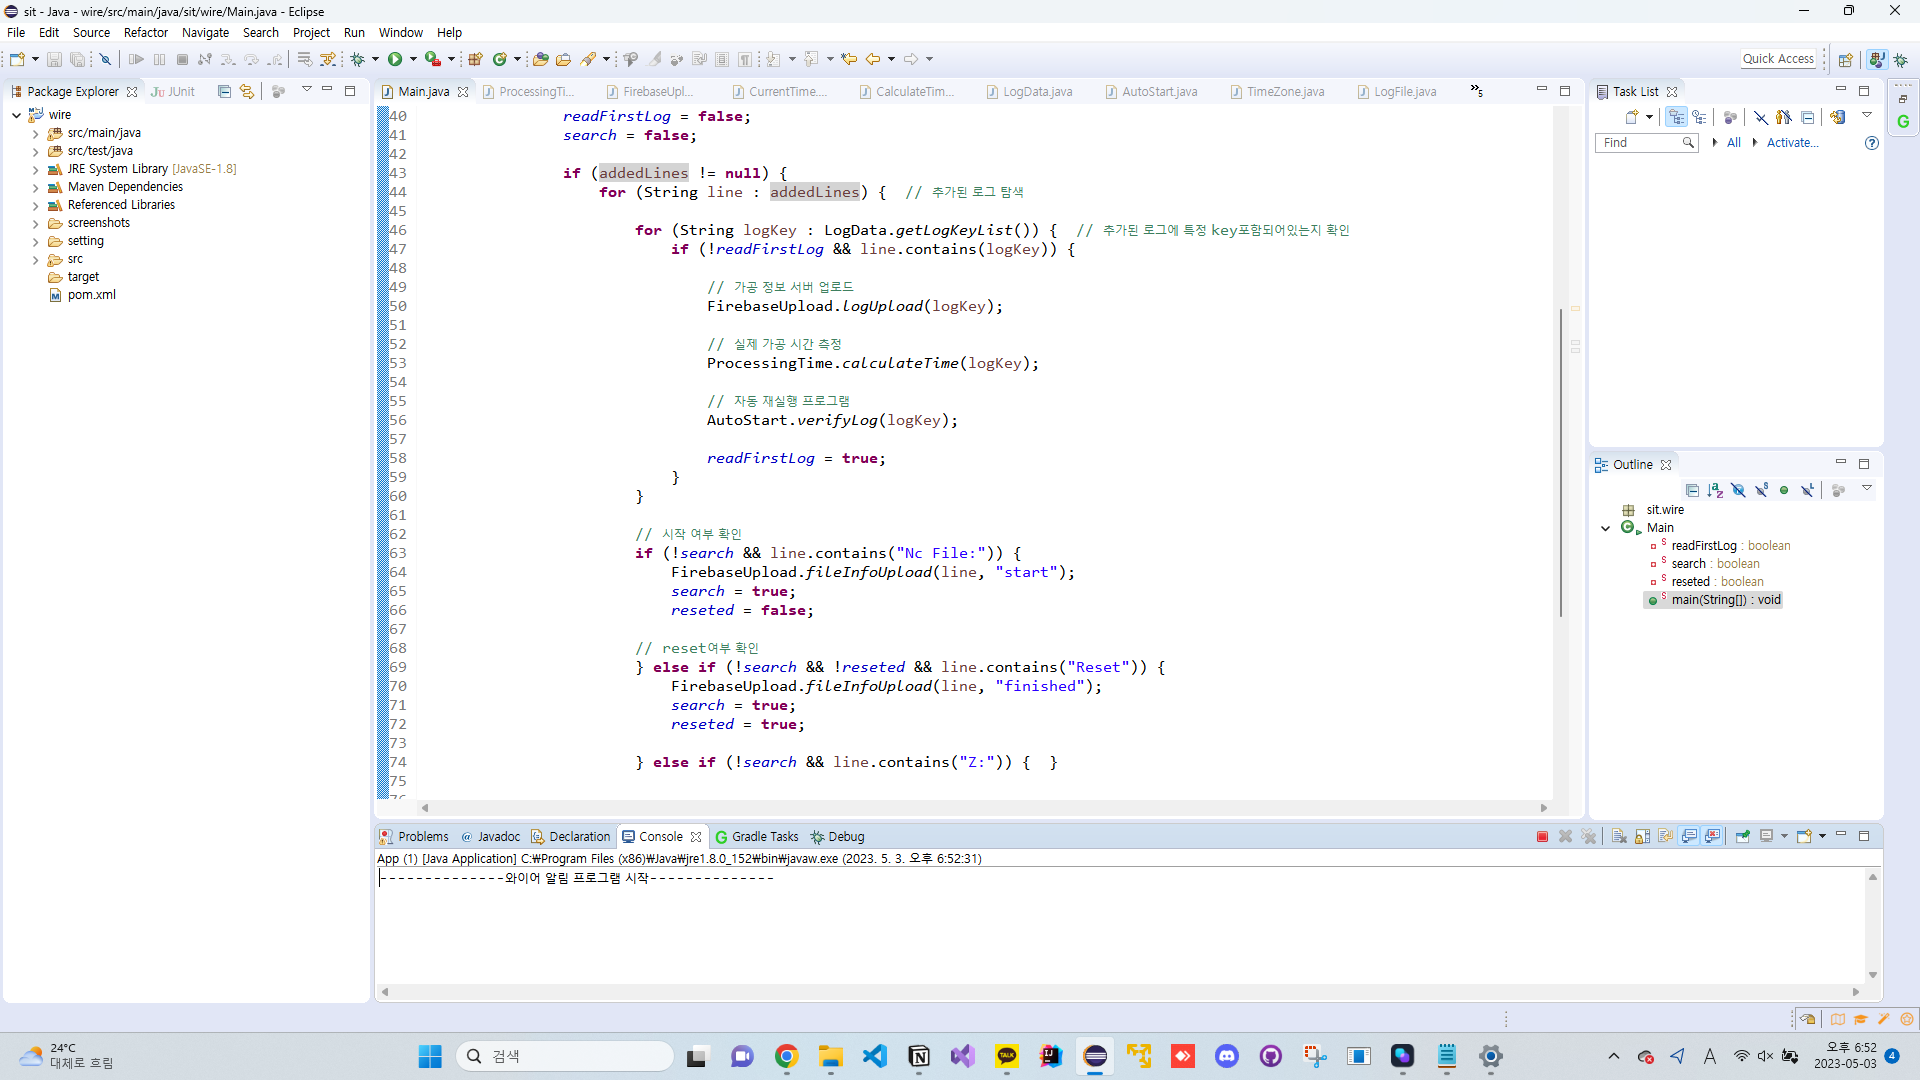 sit - Java - wire/src/main/java/sit/wire/Main.java - Eclipse
File Edit Source Refactor Navigate Search Project Run Window Help
Quick Access
Package Explorer JUnit
wire
src/main/java
src/test/java
JRE System Library [JavaSE-1.8]
Maven Dependencies
Referenced Libraries
screenshots
setting
src
target
pom.xml
Main.java ProcessingTi... FirebaseUpl... CurrentTime.... CalculateTim... LogData.java AutoStart.java TimeZone.java LogFile.java »5
40 readFirstLog = false;
41 search = false;
42
43 if (addedLines != null) {
44 for (String line : addedLines) { // 추가된 로그 탐색
45
46 for (String logKey : LogData.getLogKeyList()) { // 추가된 로그에 특정 key포함되어있는지 확인
47 if (!readFirstLog && line.contains(logKey)) {
48
49 // 가공 정보 서버 업로드
50 FirebaseUpload.logUpload(logKey);
51
52 // 실제 가공 시간 측정
53 ProcessingTime.calculateTime(logKey);
54
55 // 자동 재실행 프로그램
56 AutoStart.verifyLog(logKey);
57
58 readFirstLog = true;
59 }
60 }
61
62 // 시작 여부 확인
63 if (!search && line.contains("Nc File:")) {
64 FirebaseUpload.fileInfoUpload(line, "start");
65 search = true;
66 reseted = false;
67
68 // reset여부 확인
69 } else if (!search && !reseted && line.contains("Reset")) {
70 FirebaseUpload.fileInfoUpload(line, "finished");
71 search = true;
72 reseted = true;
73
74 } else if (!search && line.contains("Z:")) { }
75
76
Task List
Find All Activate...
Outline
sit.wire
Main
readFirstLog : boolean
search : boolean
reseted : boolean
main(String[]) : void
Problems Javadoc Declaration Console Gradle Tasks Debug
App (1) [Java Application] C:₩Program Files (x86)₩Java₩jre1.8.0_152₩bin₩javaw.exe (2023. 5. 3. 오후 6:52:31)
--------------와이어 알림 프로그램 시작--------------
24°C
대체로 흐림
검색
TALK
A
오후 6:52
2023-05-03
4